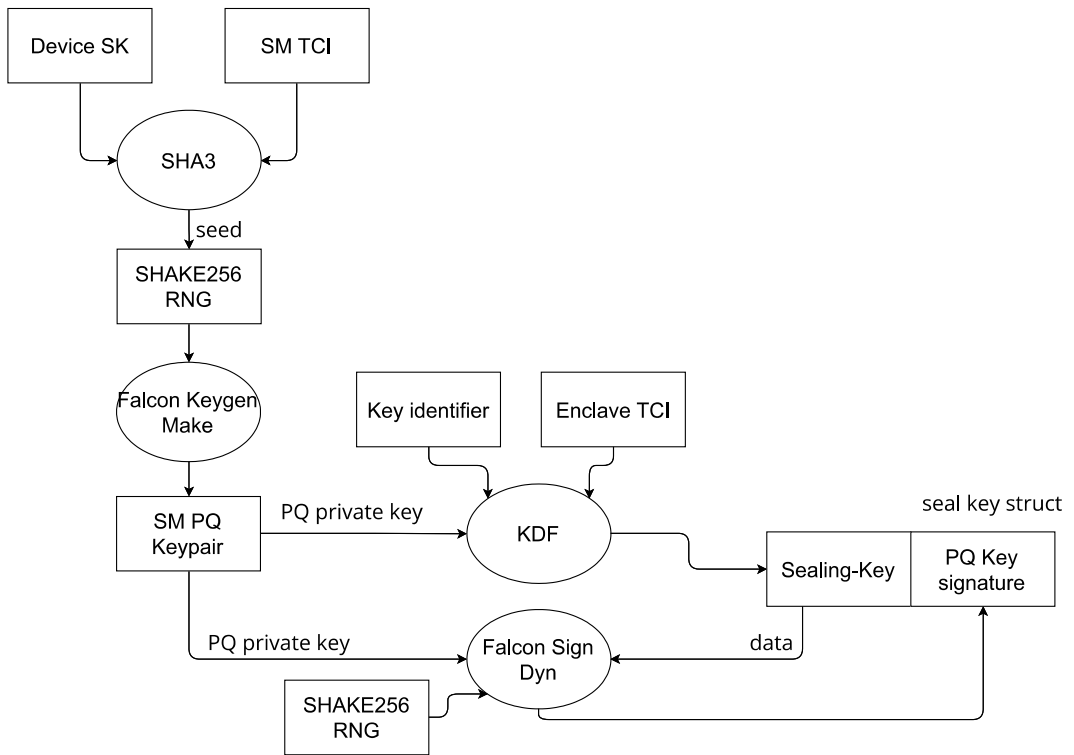 Device SK
SM TCI
SHA3
seed
SHAKE256
RNG
Falcon Keygen
Make
Key identifier
Enclave TCI
SM PQ
Keypair
PQ private key
KDF
seal key struct
Sealing-Key
PQ Key
signature
PQ private key
Falcon Sign
Dyn
data
SHAKE256
RNG